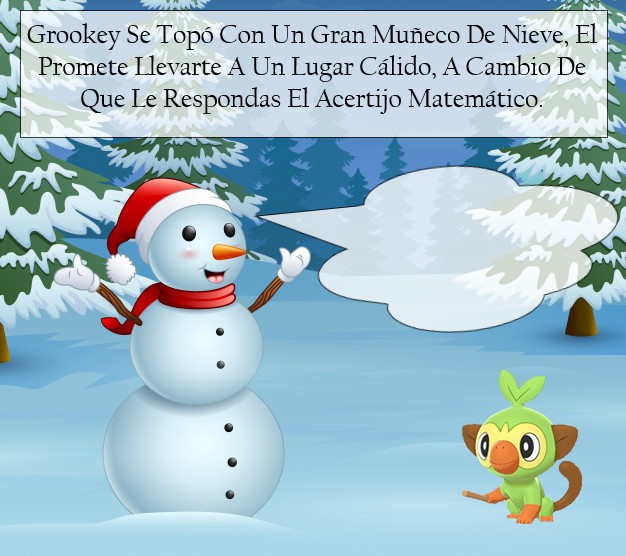 Grookey Se Topó Con Un Gran Muñeco De Nieve, El
Promete Llevarte A Un Lugar Cálido, A Cambio De
Que Le Respondas El Acertijo Matemático.